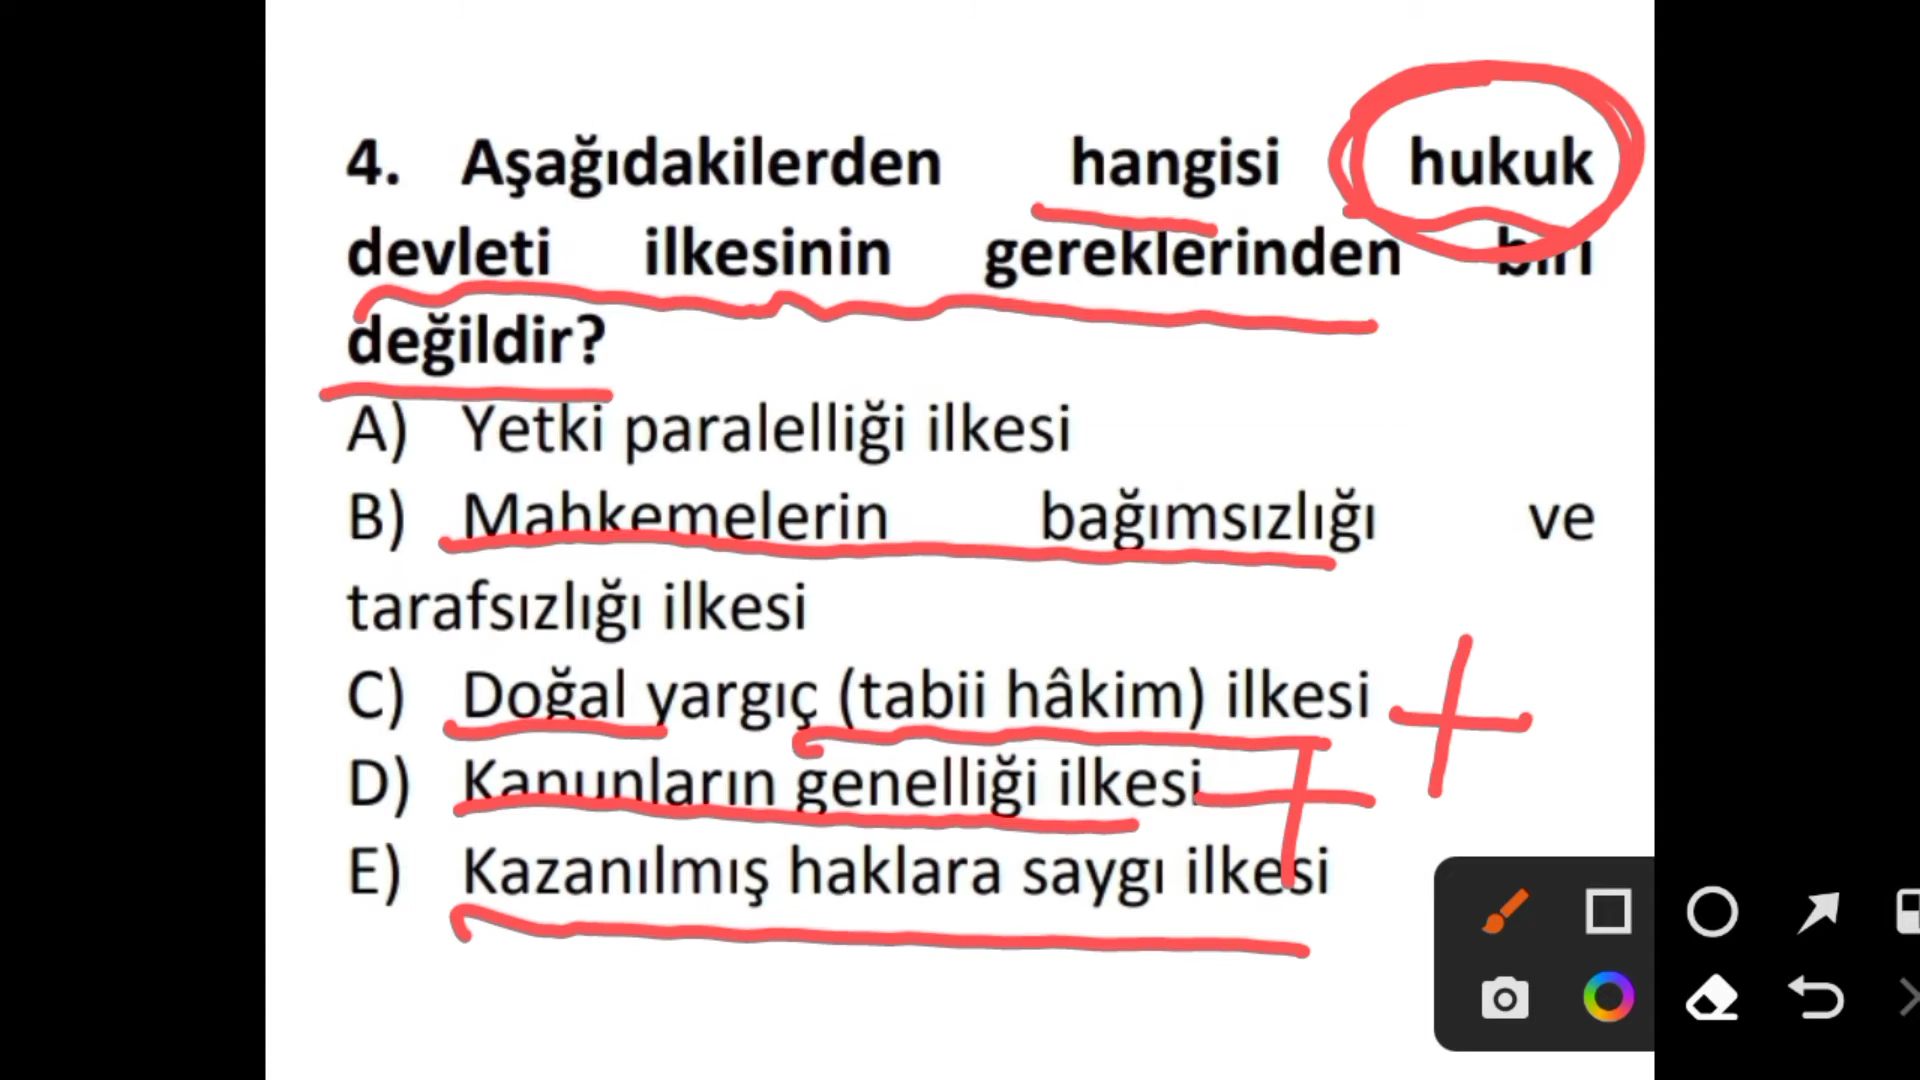 4. Aşağıdakilerden hangisi hukuk
devleti ilkesinin gereklerinden biri
değildir?
A) Yetki paralelliği ilkesi
B) Mahkemelerin bağımsızlığı ve
tarafsızlığı ilkesi
C) Doğal yargıç (tabii hâkim) ilkesi
D) Kanunların genelliği ilkesi
E) Kazanılmış haklara saygı ilkesi